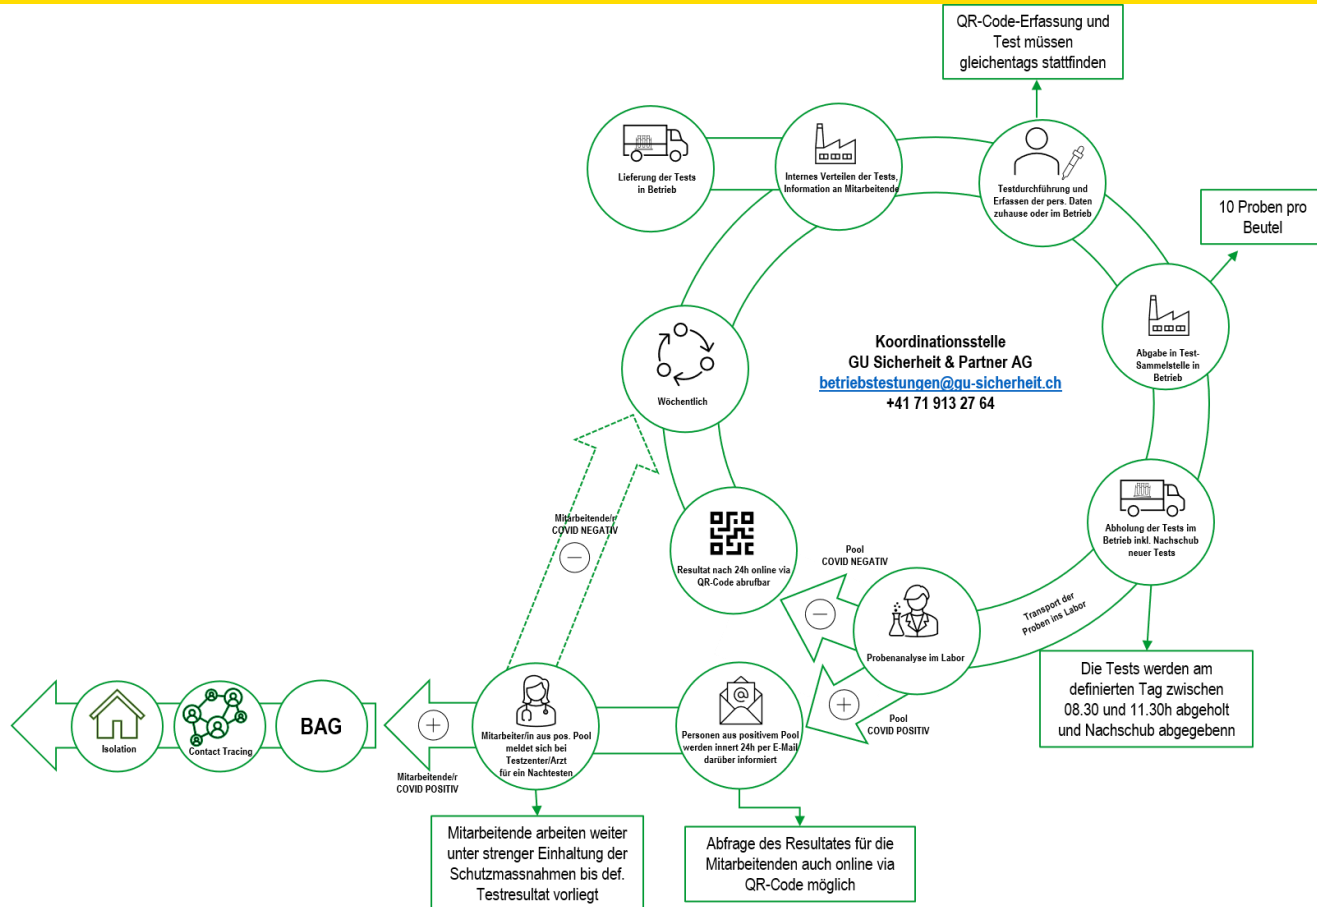 QR-Code-Erfassung und
Test müssen
gleichentags stattfinden
Lieferung der Tests
in Betrieb
Internes Verteilen der Tests,
Information an Mitarbeitende
Testdurchführung und
Erfassen der pers. Daten
zuhause oder im Betrieb
10 Proben pro
Beutel
Abgabe in Test-
Sammelstelle in
Betrieb
Koordinationsstelle
GU Sicherheit & Partner AG
betriebstestungen@gu-sicherheit.ch
+41 71 913 27 64
Wöchentlich
Abholung der Tests im
Betrieb inkl. Nachschub
neuer Tests
Mitarbeitende/r
COVID NEGATIV
Resultat nach 24h online via
QR-Code abrufbar
Pool
COVID NEGATIV
Transport der
Proben ins Labor
Probenanalyse im Labor
Die Tests werden am
definierten Tag zwischen
08.30 und 11.30h abgeholt
und Nachschub abgegebenn
Pool
COVID POSITIV
Personen aus positivem Pool
werden innert 24h per E-Mail
darüber informiert
Mitarbeiter/in aus pos. Pool
meldet sich bei
Testzenter/Arzt
für ein Nachtesten
Mitarbeitende/r
COVID POSITIV
BAG
Contact Tracing
Isolation
Mitarbeitende arbeiten weiter
unter strenger Einhaltung der
Schutzmassnahmen bis def.
Testresultat vorliegt
Abfrage des Resultates für die
Mitarbeitenden auch online via
QR-Code möglich